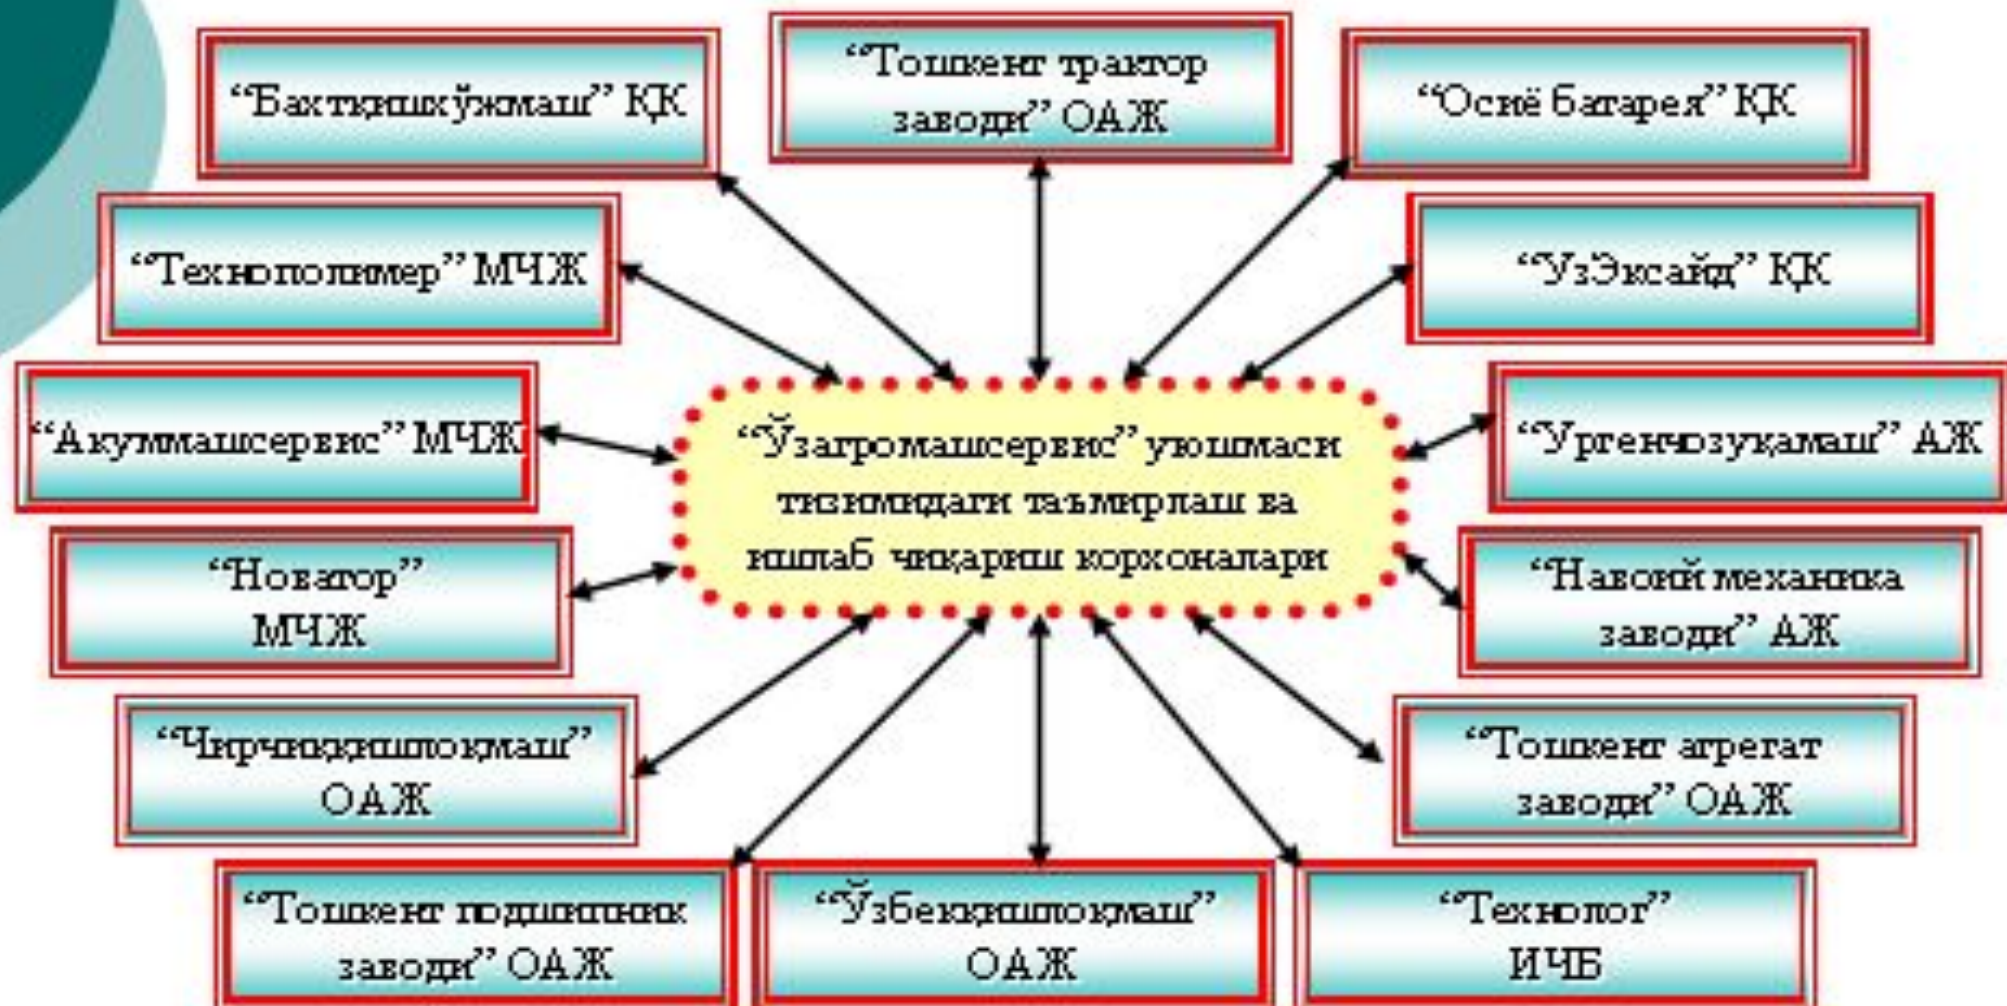 “Бахтқишхўжмаш” ҚК
“Тошкент трактор
заводи” ОАЖ
“Осиё батарея” ҚК
“Технополимер” МЧЖ
“УзЭксайд” ҚК
“Акуммашсервис” МЧЖ
“Ўзагромашсервис” уюшмаси
тизимидаги таъмирлаш ва
ишлаб чиқариш корхоналари
“Ургенчозуқамаш” АЖ
“Новатор”
МЧЖ
“Навоий механика
заводи” АЖ
“Чирчиққишлоқмаш”
ОАЖ
“Тошкент агрегат
заводи” ОАЖ
“Тошкент подшипник
заводи” ОАЖ
“Ўзбекқишлоқмаш”
ОАЖ
“Технолог”
ИЧБ